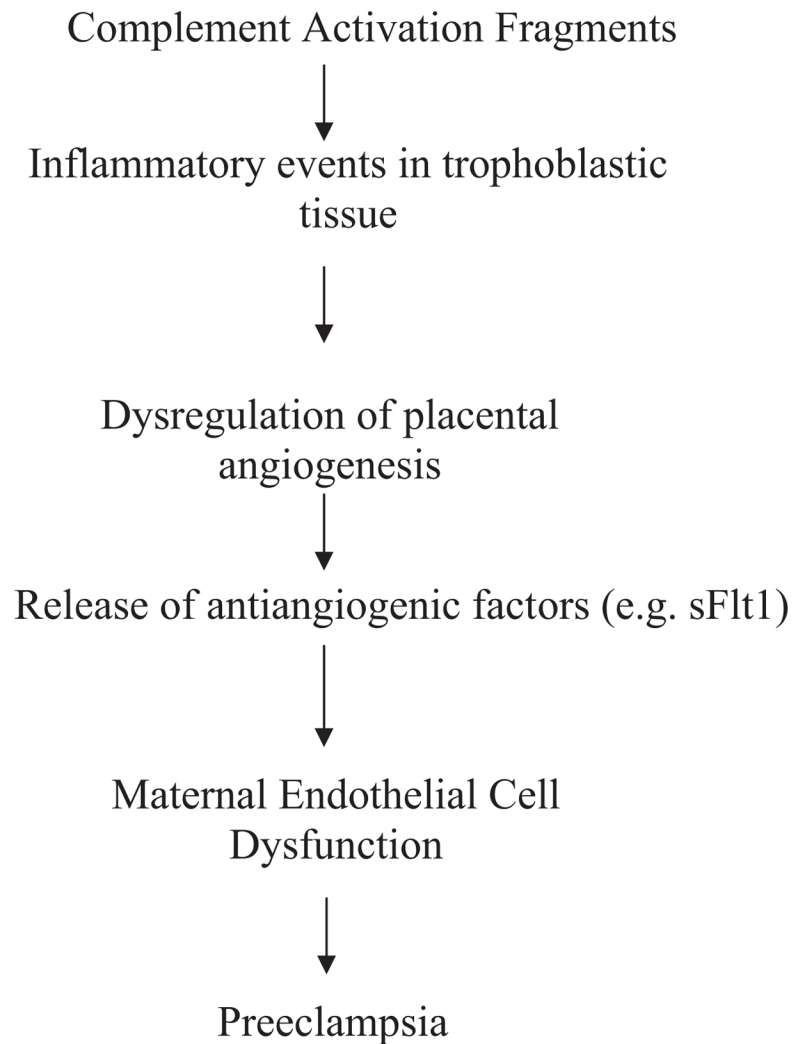 Complement Activation Fragments
Inflammatory events in trophoblastic
tissue
Dysregulation of placental
angiogenesis
Release of antiangiogenic factors (e.g. sFlt1)
Maternal Endothelial Cell
Dysfunction
Preeclampsia